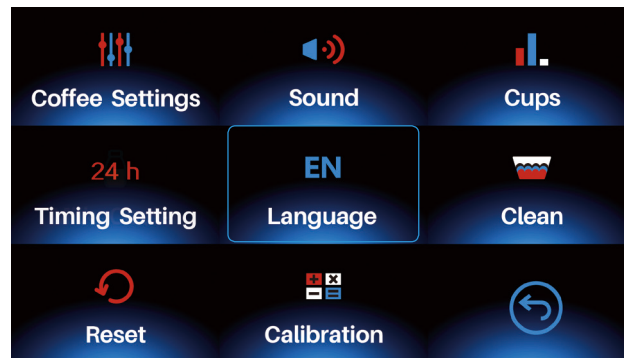 Coffee Settings
Sound
Cups
24 h
Timing Setting
EN
Language
Clean
Reset
Calibration